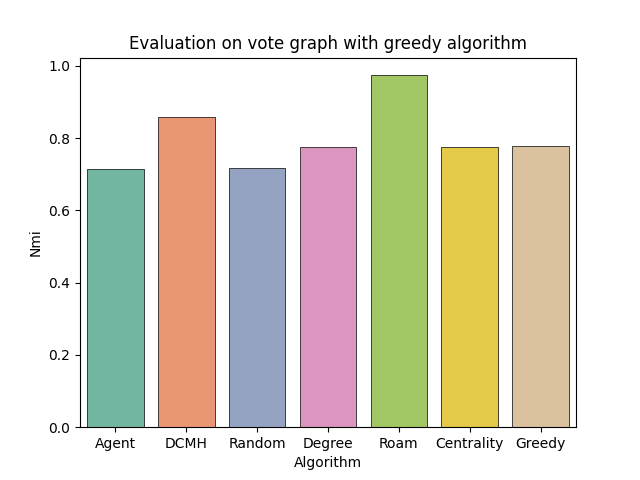 Evaluation on vote graph with greedy algorithm
1.0
0.8
0.6
0.4
0.2
0.0
Nmi
Agent DCMH Random Degree Roam Centrality Greedy
Algorithm